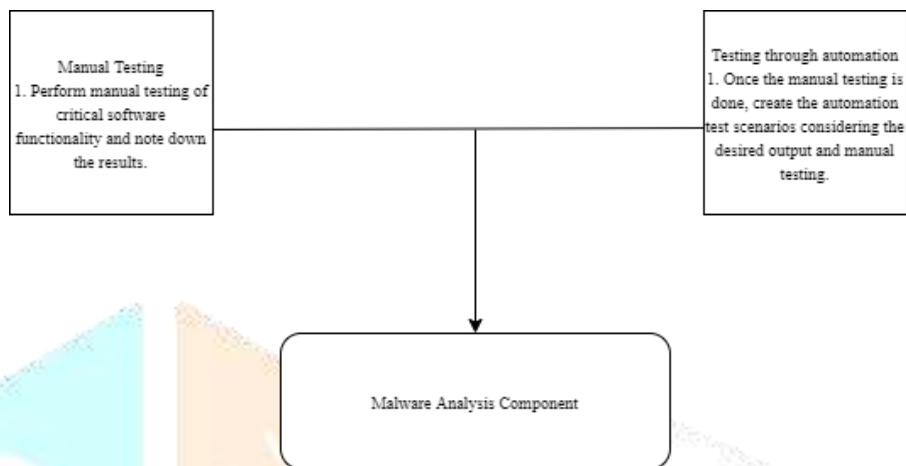 Manual Testing
1. Perform manual testing of
critical software
functionality and note down
the results.
Testing through automation
1. Once the manual testing is
done, create the automation
test scenarios considering the
desired output and manual
testing.
Malware Analysis Component